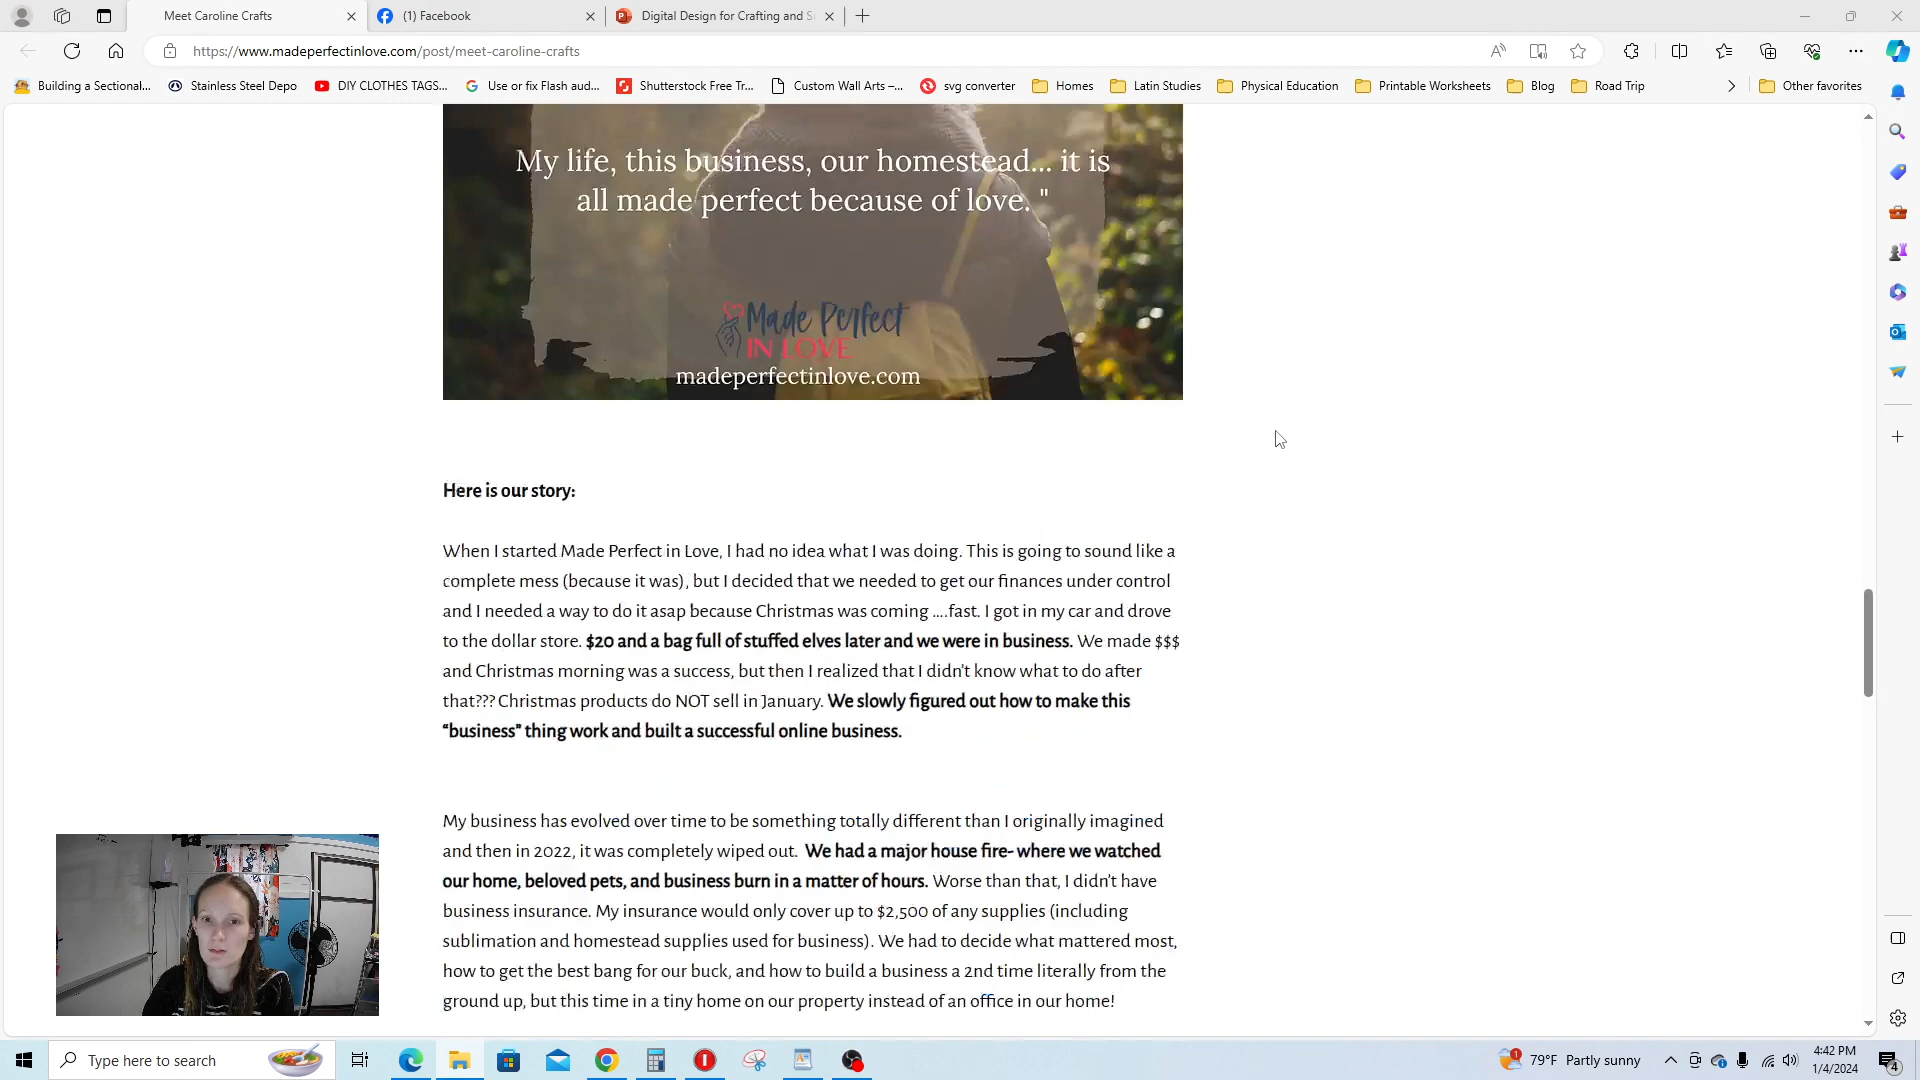 Meet Caroline Crafts
(1) Facebook
Digital Design for Crafting and S
https://www.madeperfectinlove.com/post/meet-caroline-crafts
Building a Sectional...
Stainless Steel Depo
DIY CLOTHES TAGS...
Use or fix Flash aud...
Shutterstock Free Tr...
Custom Wall Arts –...
svg converter
Homes
Latin Studies
Physical Education
Printable Worksheets
Blog
Road Trip
Other favorites
My life, this business, our homestead... it is
all made perfect because of love. "
Made Perfect
IN LOVE
madeperfectinlove.com
Here is our story:
When I started Made Perfect in Love, I had no idea what I was doing. This is going to sound like a
complete mess (because it was), but I decided that we needed to get our finances under control
and I needed a way to do it asap because Christmas was coming ....fast. I got in my car and drove
to the dollar store. $20 and a bag full of stuffed elves later and we were in business. We made $$$
and Christmas morning was a success, but then I realized that I didn't know what to do after
that??? Christmas products do NOT sell in January. We slowly figured out how to make this
“business” thing work and built a successful online business.
My business has evolved over time to be something totally different than I originally imagined
and then in 2022, it was completely wiped out. We had a major house fire- where we watched
our home, beloved pets, and business burn in a matter of hours. Worse than that, I didn't have
business insurance. My insurance would only cover up to $2,500 of any supplies (including
sublimation and homestead supplies used for business). We had to decide what mattered most,
how to get the best bang for our buck, and how to build a business a 2nd time literally from the
ground up, but this time in a tiny home on our property instead of an office in our home!
Type here to search
1
79°F Partly sunny
4:42 PM
1/4/2024
4